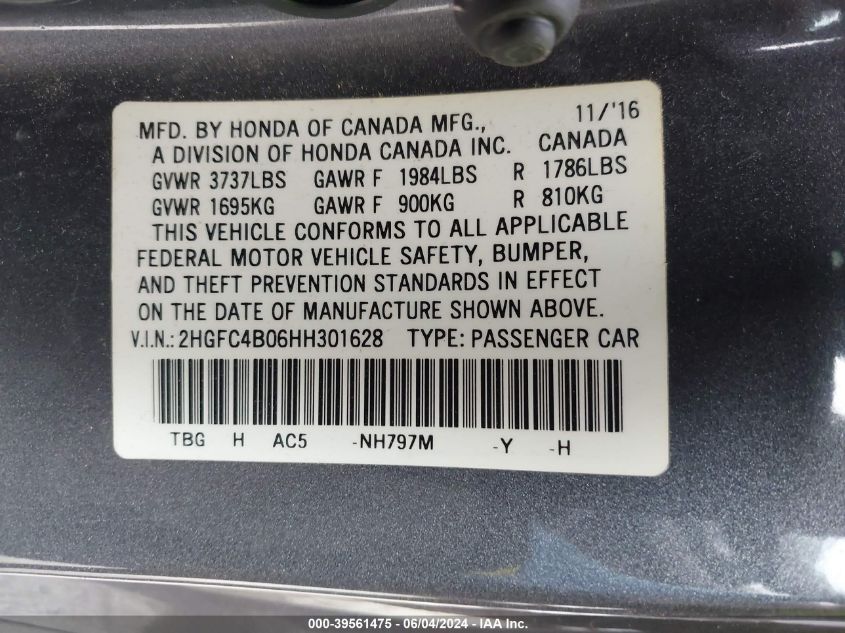 11/'16
MFD. BY HONDA OF CANADA MFG.,
A DIVISION OF HONDA CANADA INC. CANADA
GVWR 3737LBS GAWR F 1984LBS R 1786LBS
GVWR 1695KG GAWR F 900KG R 810KG
THIS VEHICLE CONFORMS TO ALL APPLICABLE
FEDERAL MOTOR VEHICLE SAFETY, BUMPER,
AND THEFT PREVENTION STANDARDS IN EFFECT
ON THE DATE OF MANUFACTURE SHOWN ABOVE.
V.I.N.: 2HGFC4B06HH301628 TYPE: PASSENGER CAR
TBG H AC5 -NH797M -Y -H
000-39561475 - 06/04/2024 - IAA Inc.